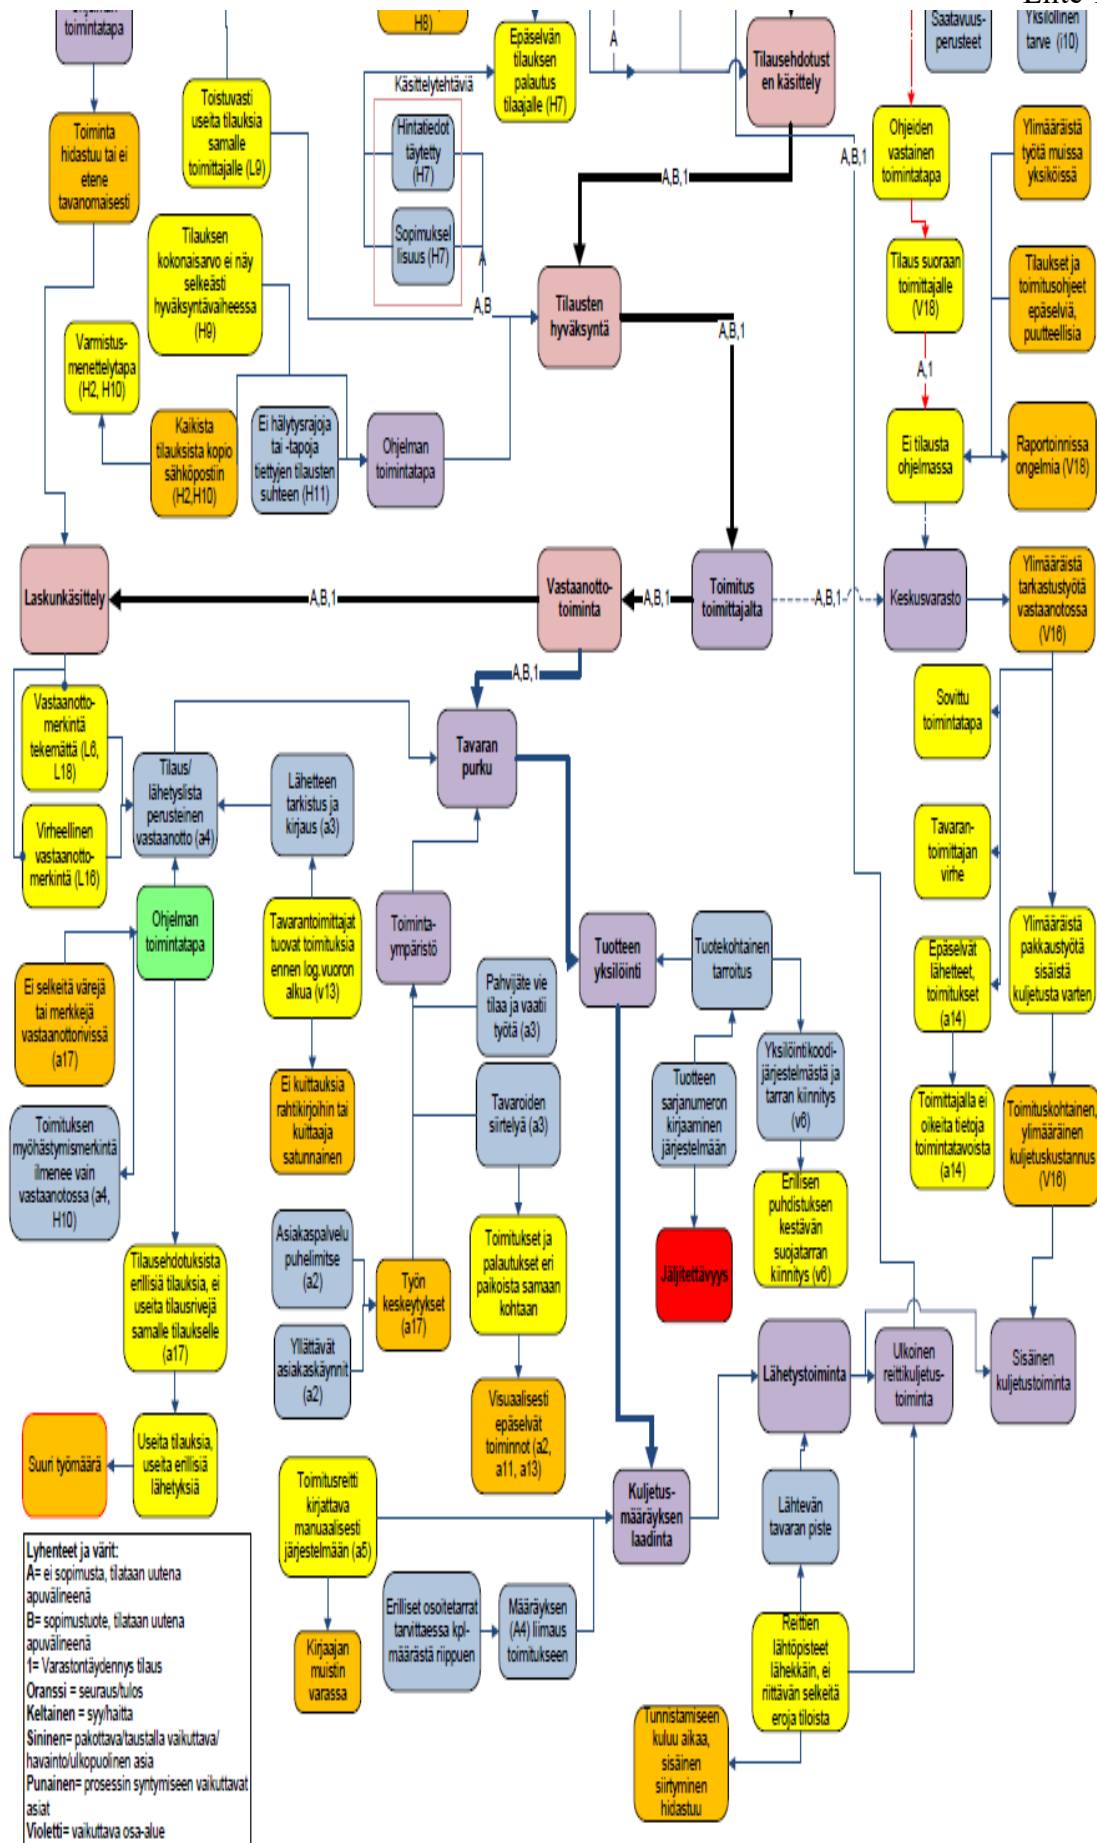 toimintatapa
H8)
A
Saatavuus-
perusteet
Yksilöllinen
tarve (i10)
Epäselvän
tilauksen
palautus
tilaajalle (H7)
Tilausehdotust
en käsittely
Käsittelytehtäviä
Toistuvasti
useita tilauksia
samalle
toimittajalle (L9)
Toiminta
hidastuu tai ei
etene
tavanomaisesti
Hintatiedot
täytetty
(H7)
Ohjeiden
vastainen
toimintatapa
A,B,1
Ylimääräistä
työtä muissa
yksiköissä
A,B,1
Sopimuksel
lisuus (H7)
A
A,B
Tilauksen
kokonaisarvo ei näy
selkeästi
hyväksyntävaiheessa
(H9)
Tilaus suoraan
toimittajalle
(V18)
Tilaukset ja
toimitusohjeet
epäselviä,
puutteellisia
Tilausten
hyväksyntä
A,B,1
A,1
Varmistus-
menettelytapa
(H2, H10)
Kaikista
tilauksista kopio
sähköpostiin
(H2,H10)
Ei hälytysrajoja
tai -tapoja
tiettyjen tilausten
suhteen (H11)
Ohjelman
toimintatapa
Ei tilausta
ohjelmassa
Raportoinnissa
ongelmia (V18)
Laskunkäsittely
A,B,1
Vastaanotto-
toiminta
A,B,1
Toimitus
toimittajalta
A,B,1
Keskusvarasto
Ylimääräistä
tarkastustyötä
vastaanotossa
(V16)
A,B,1
Vastaanotto-
merkintä
tekemättä (L6,
L18)
Sovittu
toimintatapa
Tilaus/
lähetyslista
perusteinen
vastaanotto (a4)
Lähetteen
tarkistus ja
kirjaus (a3)
Tavaran
purku
Virheellinen
vastaanotto-
merkintä (L16)
Tavaran-
toimittajan
virhe
Ohjelman
toimintatapa
Tavarantoimittajat
tuovat toimituksia
ennen log.vuoron
alkua (v13)
Toiminta-
ympäristö
Tuotteen
yksilöinti
Tuotekohtainen
tarroitus
Ylimääräistä
pakkaustyötä
sisäistä
kuljetusta varten
Epäselvät
lähetteet,
toimitukset
(a14)
Ei selkeitä värejä
tai merkkejä
vastaanottorivissä
(a17)
Pahvijäte vie
tilaa ja vaatii
työtä (a3)
Yksilöintikoodi-
järjestelmästä ja
tarran kiinnitys
(v6)
Ei kuittauksia
rahtikirjoihin tai
kuittaaja
satunnainen
Tavaroiden
siirtelyä (a3)
Tuotteen
sarjanumeron
kirjaaminen
järjestelmään
Toimittajalla ei
oikeita tietoja
toimintatavoista
(a14)
Toimituskohtainen,
ylimääräinen
kuljetuskustannus
(V16)
Toimituksen
myöhästymismerkintä
ilmenee vain
vastaanotossa (a4,
H10)
Erillisen
puhdistuksen
kestävän
suojatarran
kiinnitys (v6)
Asiakaspalvelu
puhelimitse
(a2)
Toimitukset ja
palautukset eri
paikoista samaan
kohtaan
Jäljitettävyys
Työn
keskeytykset
(a17)
Tilausehdotuksista
erillisiä tilauksia, ei
useita tilausrivejä
samalle tilaukselle
(a17)
Yllättävät
asiakaskäynnit
(a2)
Lähetystoiminta
Ulkoinen
reittikuljetus-
toiminta
Sisäinen
kuljetustoiminta
Visuaalisesti
epäselvät
toiminnot (a2,
a11, a13)
Suuri työmäärä
Useita tilauksia,
useita erillisiä
lähetyksiä
Toimitusreitti
kirjattava
manuaalisesti
järjestelmään (a5)
Kuljetus-
määräyksen
laadinta
Lähtevän
tavaran piste
Lyhenteet ja värit:
A= ei sopimusta, tilataan uutena
apuvälineenä
B= sopimustuote, tilataan uutena
apuvälineenä
1= Varastontäydennys tilaus
Oranssi = seuraus/tulos
Keltainen = syy/haitta
Sininen= pakottava/taustalla vaikuttava/
havainto/ulkopuolinen asia
Punainen= prosessin syntymiseen vaikuttavat
asiat
Violetti= vaikuttava osa-alue
Kirjaajan
muistin
varassa
Erilliset osoitetarrat
tarvittaessa kpl-
määrästä riippuen
Määräyksen
(A4) liimaus
toimitukseen
Reittien
lähtöpisteet
lähekkäin, ei
riittävän selkeitä
eroja tiloista
Tunnistamiseen
kuluu aikaa,
sisäinen
siirtyminen
hidastuu